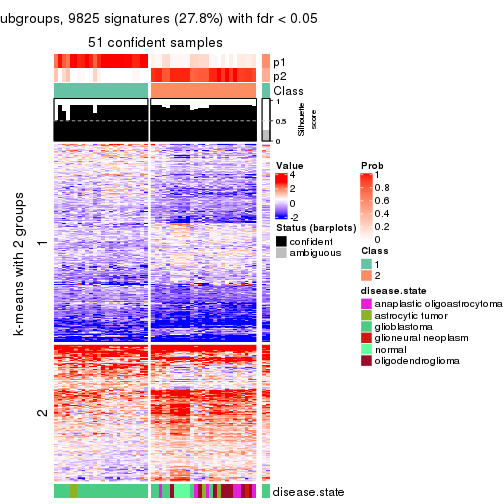 ubgroups, 9825 signatures (27.8%) with fdr < 0.05
51 confident samples
p1
p2
Class
1
0.5
0
Silhouette
score
k-means with 2 groups
1
2
disease.state
Value
4
2
0
-2
Status (barplots)
confident
ambiguous
Prob
1
0.8
0.6
0.4
0.2
0
Class
1
2
disease.state
anaplastic oligoastrocytoma
astrocytic tumor
glioblastoma
glioneural neoplasm
normal
oligodendroglioma